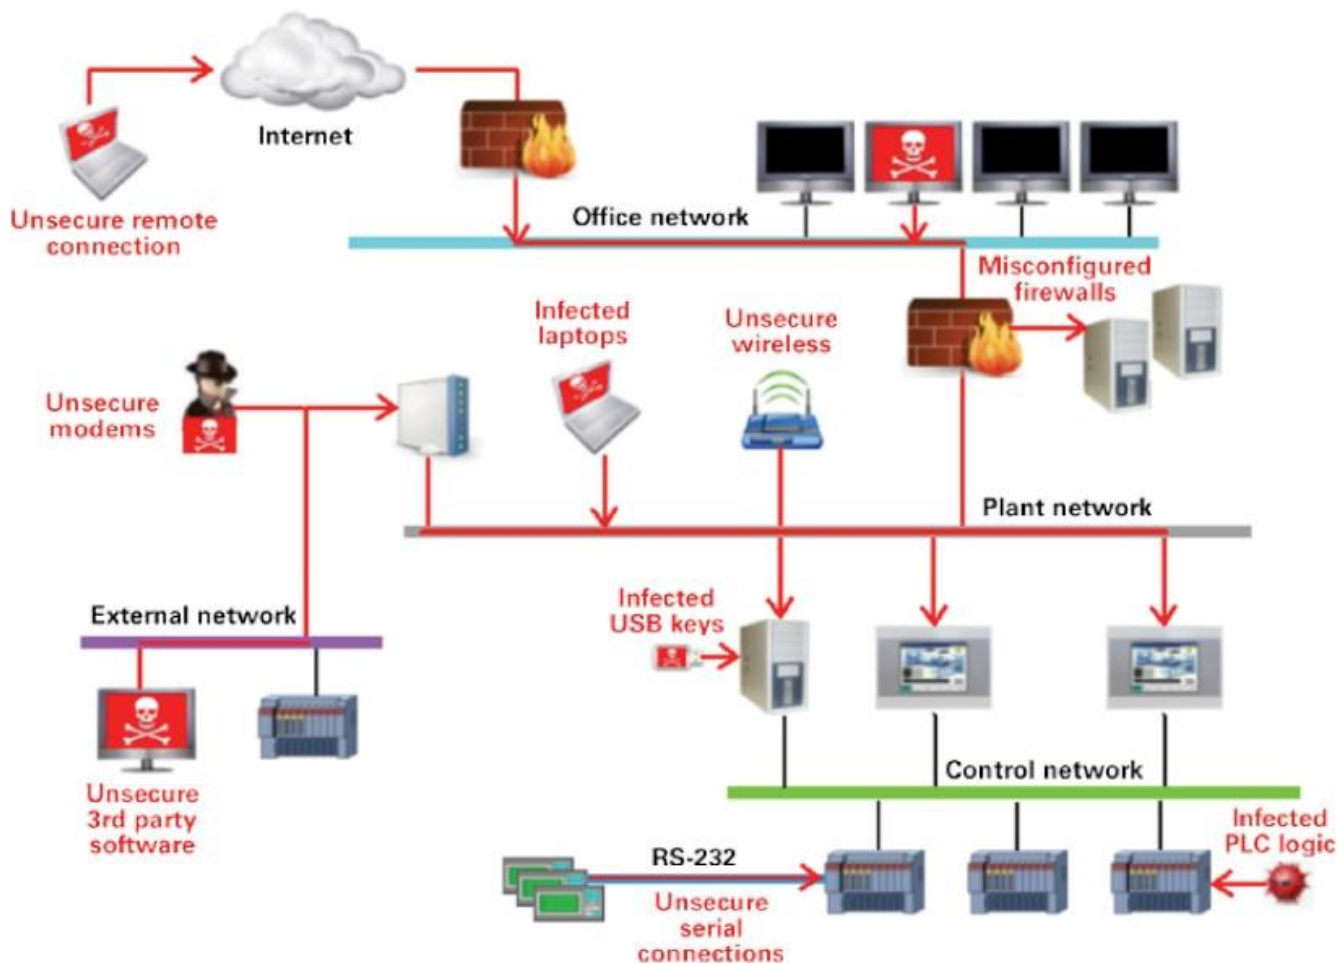 Internet
Unsecure remote
connection
Office network
Misconfigured
firewalls
Infected
laptops
Unsecure
wireless
Unsecure
modems
Plant network
External network
Infected
USB keys
Unsecure
3rd party
software
Control network
RS-232
Unsecure
serial
connections
Infected
PLC logic